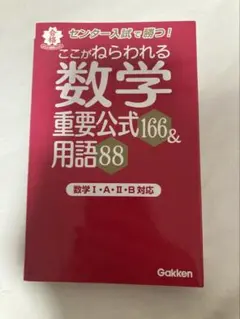 センター入試で勝つ!
ここがねらわれる
数学
重要公式166&
用語88
数学Ⅰ・A・Ⅱ・B 対応
Gakken